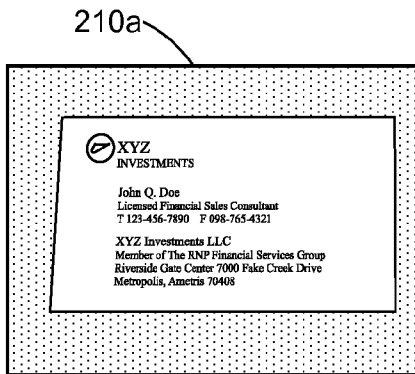 210a
XYZ
INVESTMENTS
John Q. Doe
Licensed Financial Sales Consultant
T 123-456-7890 F 098-765-4321
XYZ Investments LLC
Member of The RNP Financial Services Group
Riverside Gate Center 7000 Fake Creek Drive
Metropolis, Ametris 70408